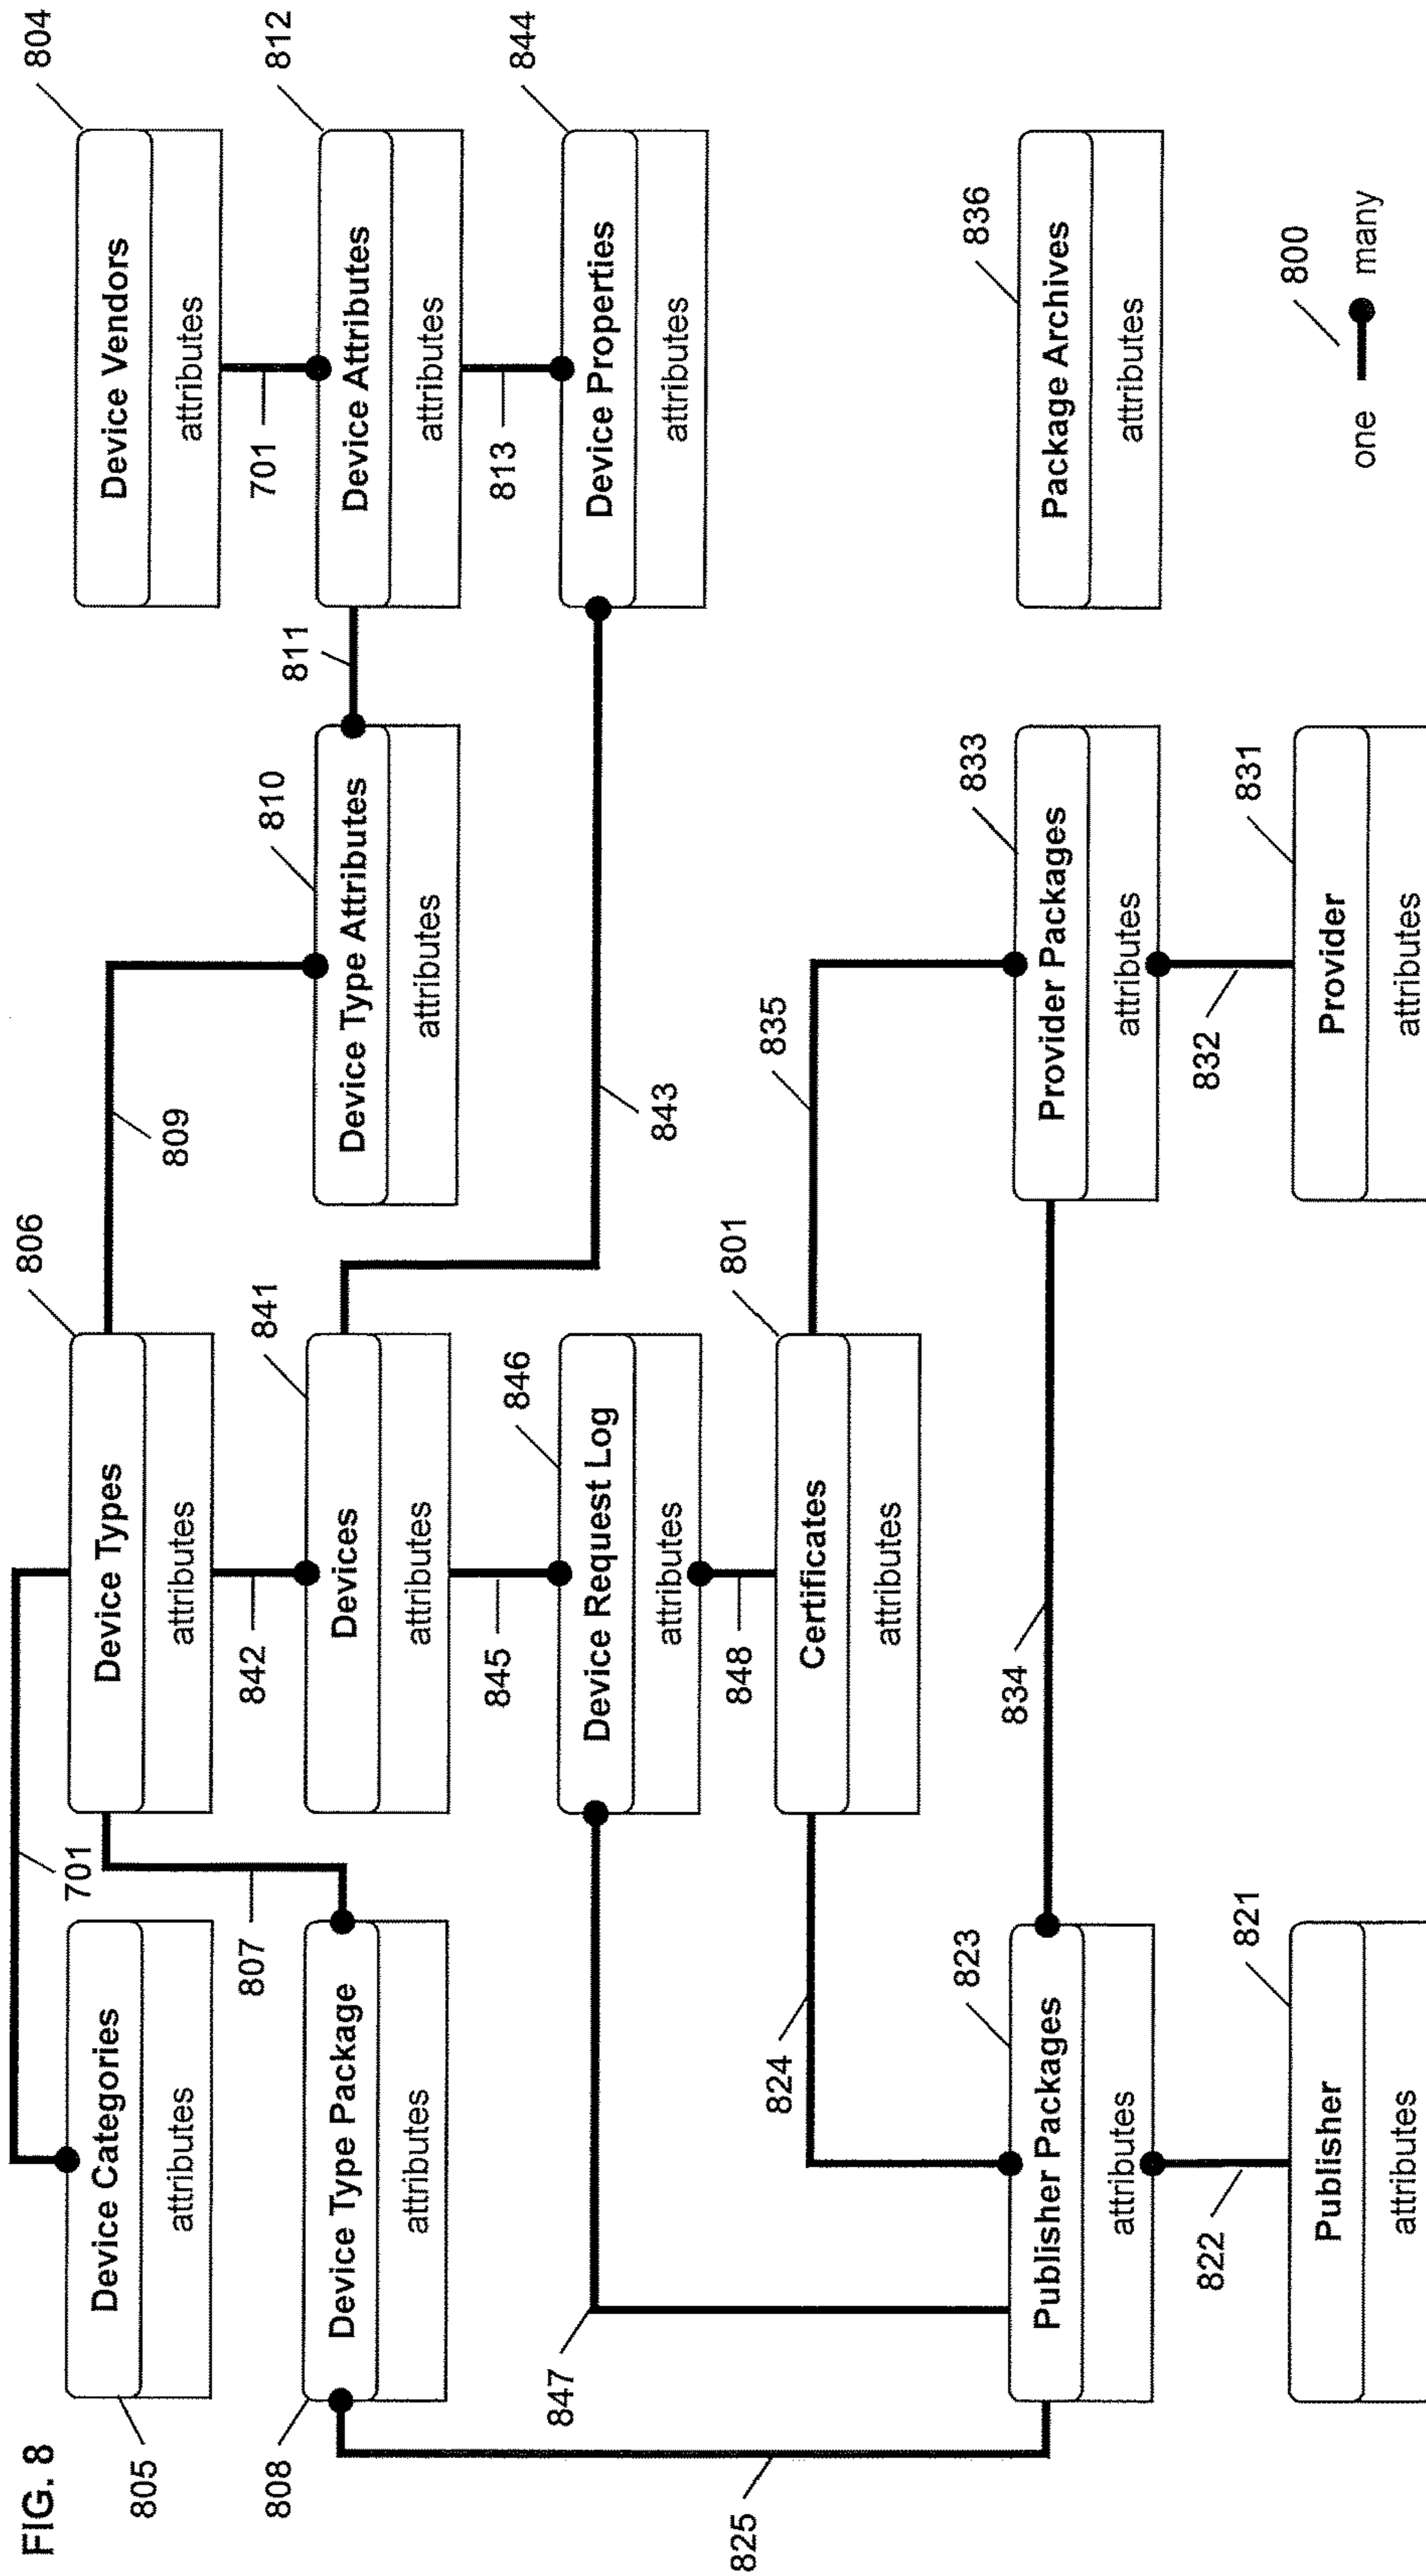 FIG. 8
701
806
809
804
805
Device Categories
attributes
Device Types
attributes
Device Vendors
attributes
807
842
841
810
811
701
812
808
Device Type Package
attributes
Devices
attributes
Device Type Attributes
attributes
Device Attributes
attributes
845
846
813
844
847
Device Request Log
attributes
843
Device Properties
attributes
825
824
848
801
835
Certificates
attributes
823
834
833
836
Publisher Packages
attributes
Provider Packages
attributes
Package Archives
attributes
822
821
832
831
800
Publisher
attributes
Provider
attributes
one
many